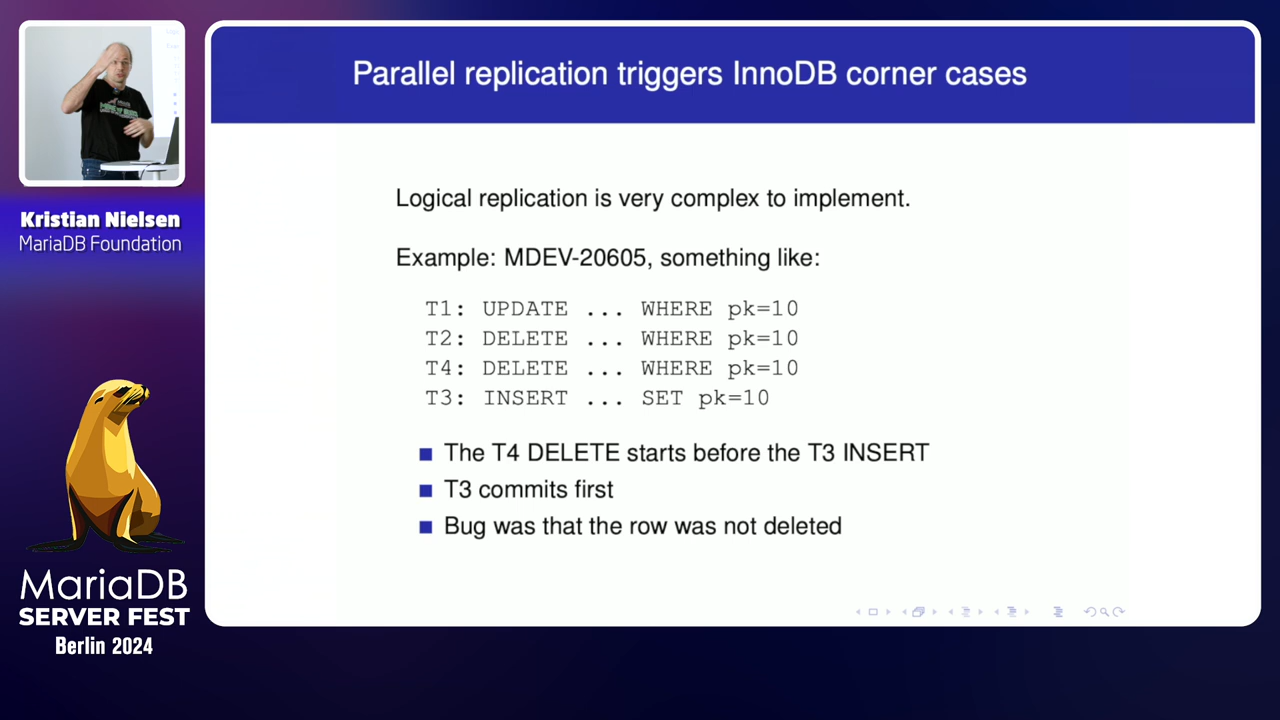 Parallel replication triggers InnoDB corner cases
Logical replication is very complex to implement.
Example: MDEV-20605, something like:
T1: UPDATE ... WHERE pk=10
T2: DELETE ... WHERE pk=10
T4: DELETE ... WHERE pk=10
T3: INSERT ... SET pk=10
The T4 DELETE starts before the T3 INSERT
T3 commits first
Bug was that the row was not deleted
Kristian Nielsen
MariaDB Foundation
MariaDB
SERVER FEST
Berlin 2024